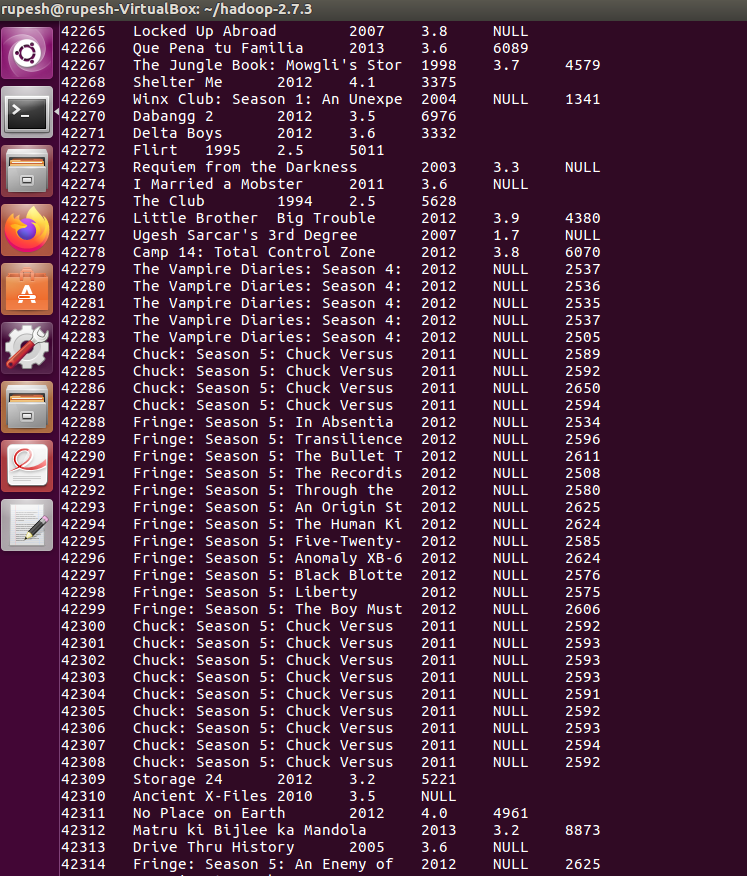 rupesh@rupesh-VirtualBox: ~/hadoop-2.7.3
42265 Locked Up Abroad 2007 3.8 NULL
42266 Que Pena tu Familia 2013 3.6 6089
42267 The Jungle Book: Mowgli's Stor 1998 3.7 4579
42268 Shelter Me 2012 4.1 3375
42269 Winx Club: Season 1: An Unexpe 2004 NULL 1341
42270 Dabangg 2 2012 3.5 6976
42271 Delta Boys 2012 3.6 3332
42272 Flirt 1995 2.5 5011
42273 Requiem from the Darkness 2003 3.3 NULL
42274 I Married a Mobster 2011 3.6 NULL
42275 The Club 1994 2.5 5628
42276 Little Brother Big Trouble 2012 3.9 4380
42277 Ugesh Sarcar's 3rd Degree 2007 1.7 NULL
42278 Camp 14: Total Control Zone 2012 3.8 6070
42279 The Vampire Diaries: Season 4: 2012 NULL 2537
42280 The Vampire Diaries: Season 4: 2012 NULL 2536
42281 The Vampire Diaries: Season 4: 2012 NULL 2535
42282 The Vampire Diaries: Season 4: 2012 NULL 2537
42283 The Vampire Diaries: Season 4: 2012 NULL 2505
42284 Chuck: Season 5: Chuck Versus 2011 NULL 2589
42285 Chuck: Season 5: Chuck Versus 2011 NULL 2592
42286 Chuck: Season 5: Chuck Versus 2011 NULL 2650
42287 Chuck: Season 5: Chuck Versus 2011 NULL 2594
42288 Fringe: Season 5: In Absentia 2012 NULL 2534
42289 Fringe: Season 5: Transilience 2012 NULL 2596
42290 Fringe: Season 5: The Bullet T 2012 NULL 2611
42291 Fringe: Season 5: The Recordis 2012 NULL 2508
42292 Fringe: Season 5: Through the 2012 NULL 2580
42293 Fringe: Season 5: An Origin St 2012 NULL 2625
42294 Fringe: Season 5: The Human Ki 2012 NULL 2624
42295 Fringe: Season 5: Five-Twenty- 2012 NULL 2585
42296 Fringe: Season 5: Anomaly XB-6 2012 NULL 2624
42297 Fringe: Season 5: Black Blotte 2012 NULL 2576
42298 Fringe: Season 5: Liberty 2012 NULL 2575
42299 Fringe: Season 5: The Boy Must 2012 NULL 2606
42300 Chuck: Season 5: Chuck Versus 2011 NULL 2592
42301 Chuck: Season 5: Chuck Versus 2011 NULL 2593
42302 Chuck: Season 5: Chuck Versus 2011 NULL 2593
42303 Chuck: Season 5: Chuck Versus 2011 NULL 2593
42304 Chuck: Season 5: Chuck Versus 2011 NULL 2591
42305 Chuck: Season 5: Chuck Versus 2011 NULL 2592
42306 Chuck: Season 5: Chuck Versus 2011 NULL 2593
42307 Chuck: Season 5: Chuck Versus 2011 NULL 2594
42308 Chuck: Season 5: Chuck Versus 2011 NULL 2592
42309 Storage 24 2012 3.2 5221
42310 Ancient X-Files 2010 3.5 NULL
42311 No Place on Earth 2012 4.0 4961
42312 Matru ki Bijlee ka Mandola 2013 3.2 8873
42313 Drive Thru History 2005 3.6 NULL
42314 Fringe: Season 5: An Enemy of 2012 NULL 2625